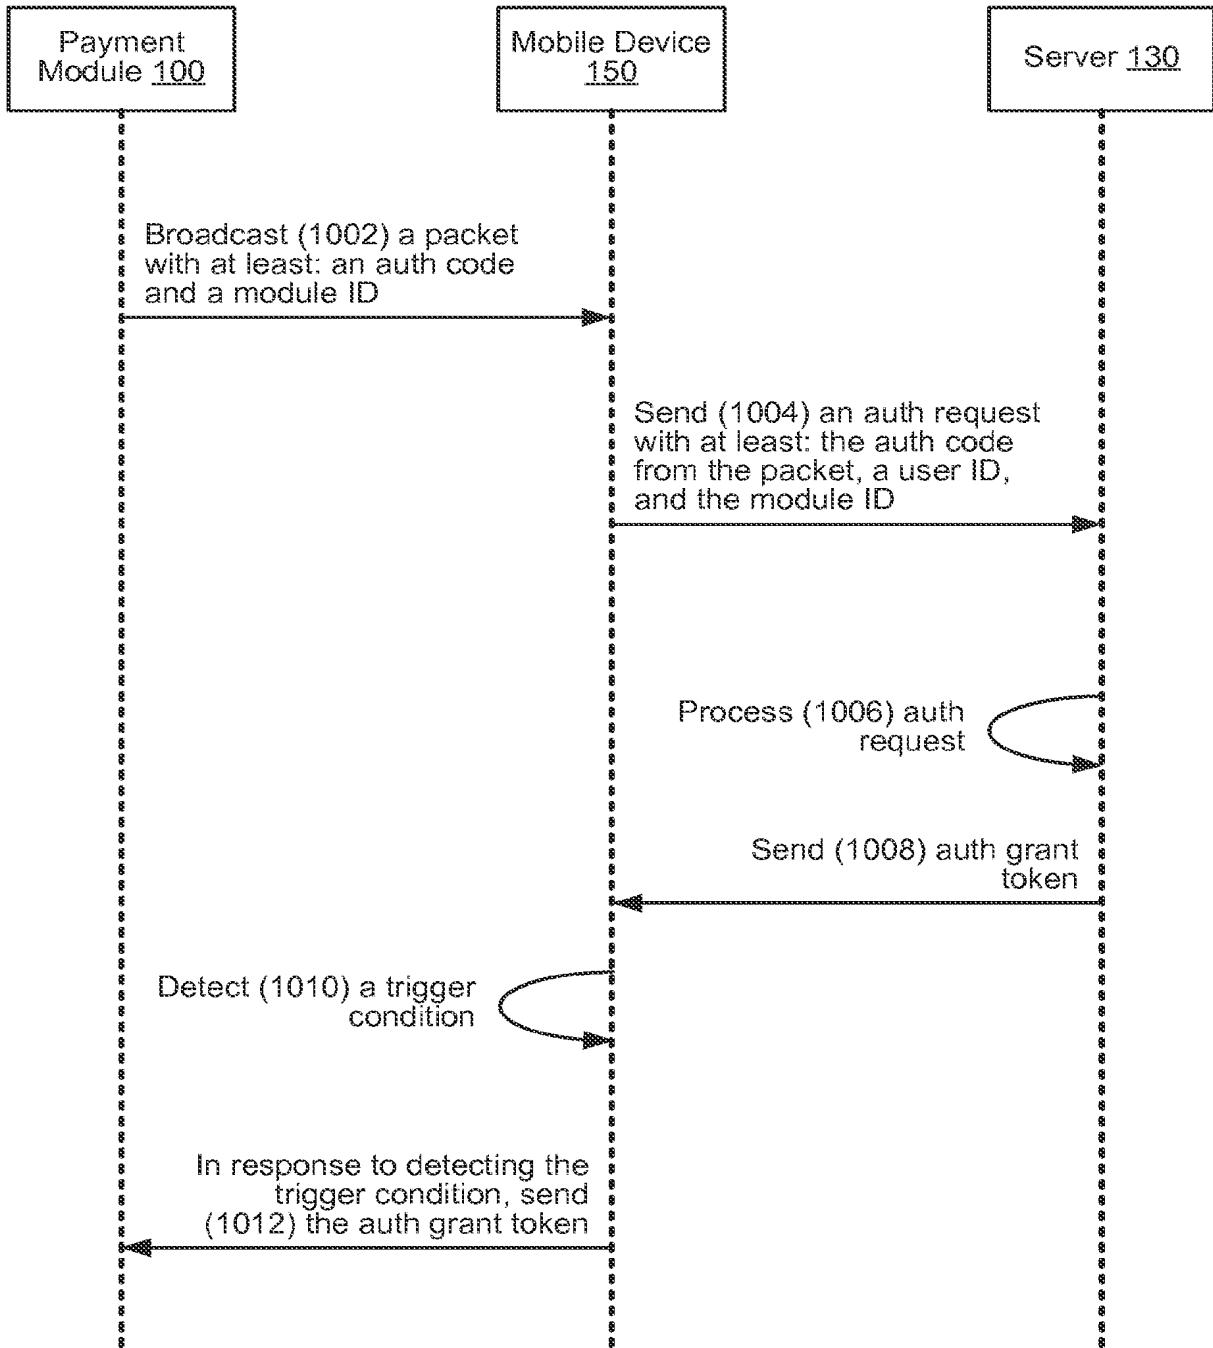 Payment
Module 100
Mobile Device
150
Server 130
Broadcast (1002) a packet
with at least: an auth code
and a module ID
Send (1004) an auth request
with at least: the auth code
from the packet, a user ID,
and the module ID
Process (1006) auth
request
Send (1008) auth grant
token
Detect (1010) a trigger
condition
In response to detecting the
trigger condition, send
(1012) the auth grant token